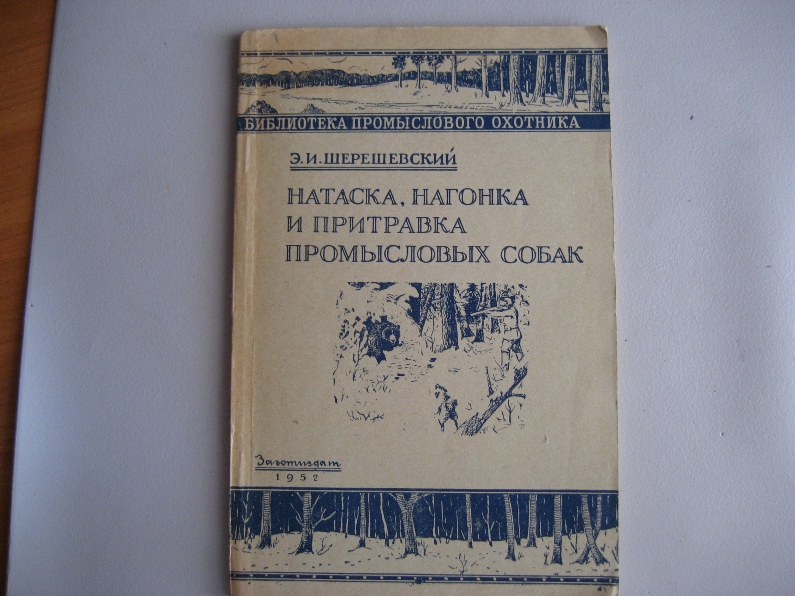 БИБЛИОТЕКА ПРОМЫСЛОВОГО ОХОТНИКА
Э.И.ШЕРЕШЕВСКИЙ
НАТАСКА, НАГОНКА
И ПРИТРАВКА
ПРОМЫСЛОВЫХ СОБАК
Заготиздат
1952